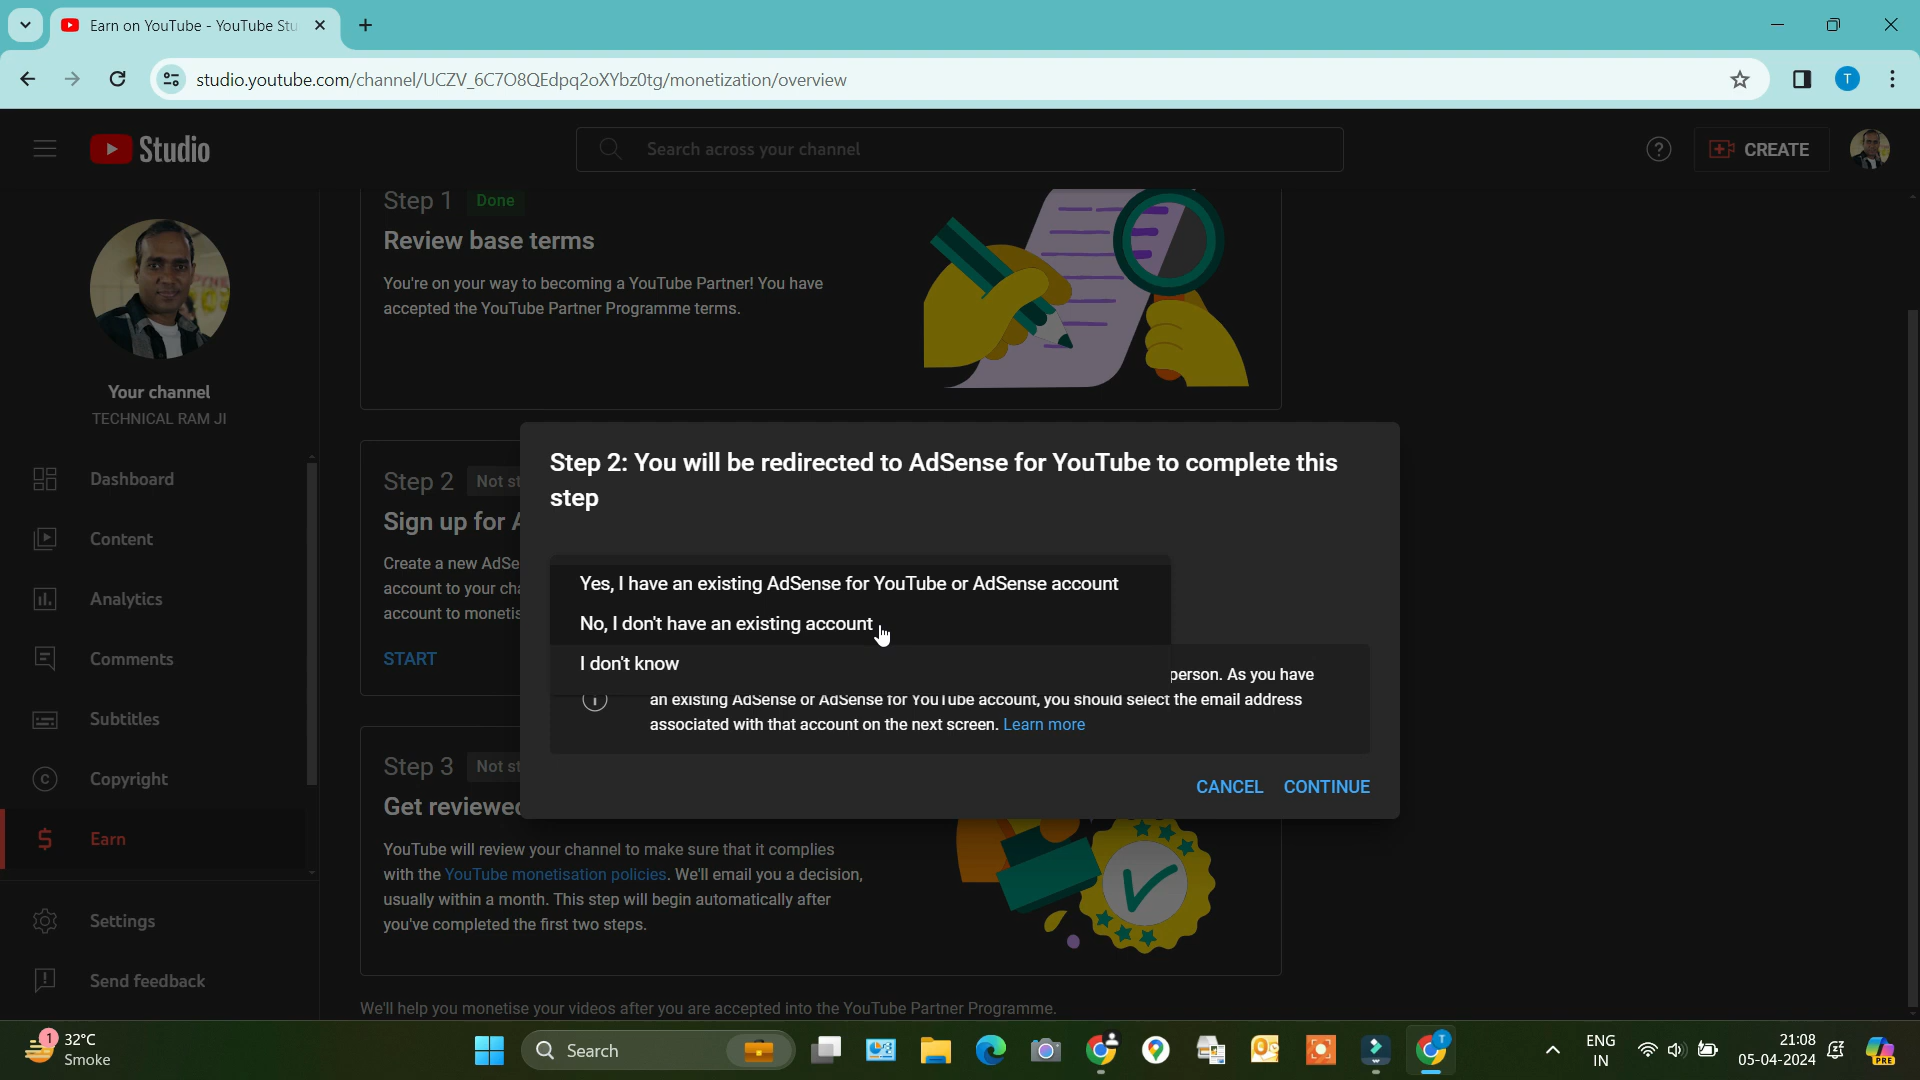 Earn on YouTube - YouTube Stu
studio.youtube.com/channel/UCZV_6C7O8QEdpq2oXYbz0tg/monetization/overview
T
Studio
Search across your channel
CREATE
Your channel
TECHNICAL RAM JI
Dashboard
Content
Analytics
Comments
Subtitles
Copyright
Earn
Settings
Send feedback
Step 1 Done
Review base terms
You're on your way to becoming a YouTube Partner! You have
accepted the YouTube Partner Programme terms.
Step 2 Not st
Sign up for A
Create a new AdSe
account to your cha
account to monetis
START
Step 3 Not st
Get reviewed
YouTube will review your channel to make sure that it complies
with the YouTube monetisation policies. We'll email you a decision,
usually within a month. This step will begin automatically after
you've completed the first two steps.
We'll help you monetise your videos after you are accepted into the YouTube Partner Programme.
Step 2: You will be redirected to AdSense for YouTube to complete this
step
Yes, I have an existing AdSense for YouTube or AdSense account
No, I don't have an existing account
I don't know
person. As you have
an existing AdSense or AdSense for YouTube account, you should select the email address
associated with that account on the next screen. Learn more
CANCEL CONTINUE
1
32°C
Smoke
Search
T
ENG
IN
21:08
05-04-2024
PRE